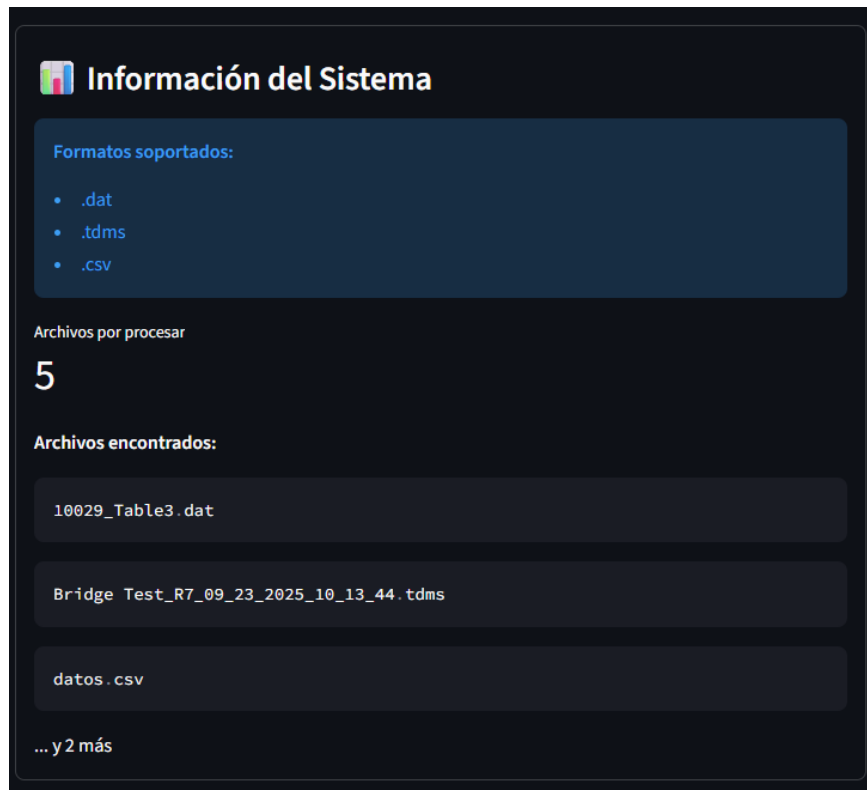 Información del Sistema
Formatos soportados:
.dat
.tdms
.csv
Archivos por procesar
5
Archivos encontrados:
10029_Table3.dat
Bridge Test_R7_09_23_2025_10_13_44.tdms
datos.csv
... y 2 más